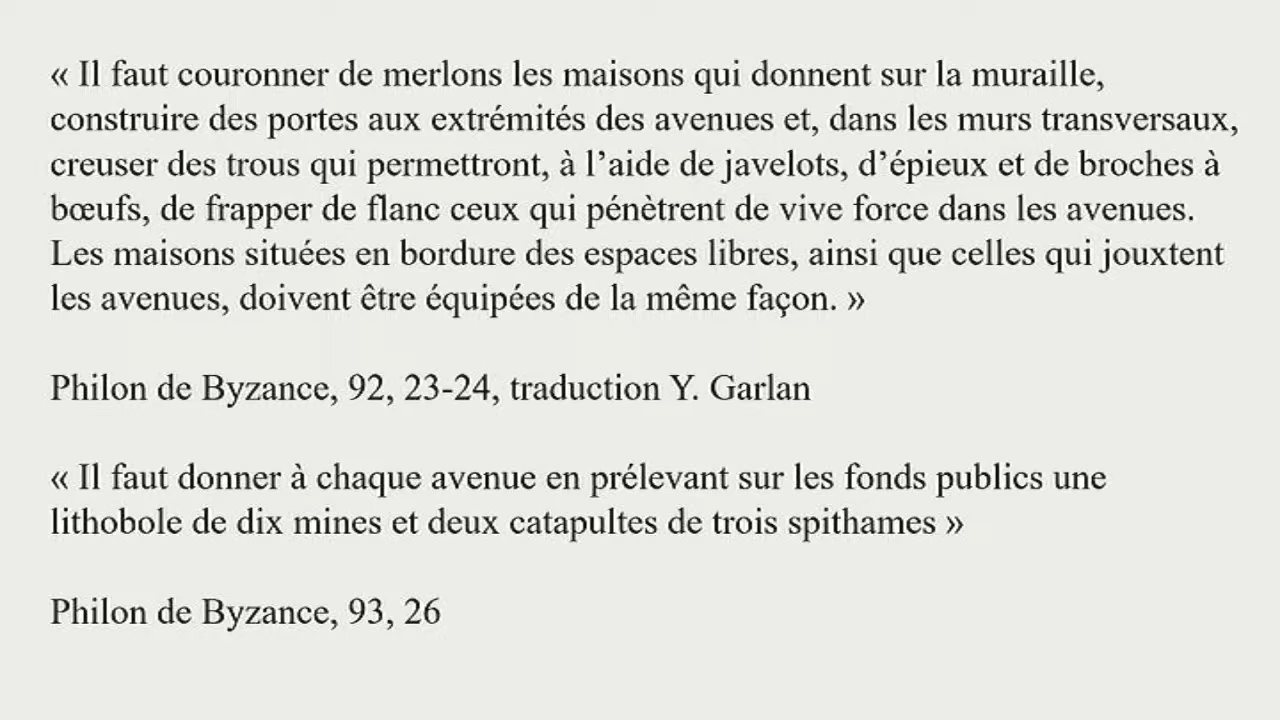 « Il faut couronner de merlons les maisons qui donnent sur la muraille,
construire des portes aux extrémités des avenues et, dans les murs transversaux,
creuser des trous qui permettront, à l’aide de javelots, d’épieux et de broches à
bœufs, de frapper de flanc ceux qui pénètrent de vive force dans les avenues.
Les maisons situées en bordure des espaces libres, ainsi que celles qui jouxtent
les avenues, doivent être équipées de la même façon. »
Philon de Byzance, 92, 23-24, traduction Y. Garlan
« Il faut donner à chaque avenue en prélevant sur les fonds publics une
lithobole de dix mines et deux catapultes de trois spithames »
Philon de Byzance, 93, 26